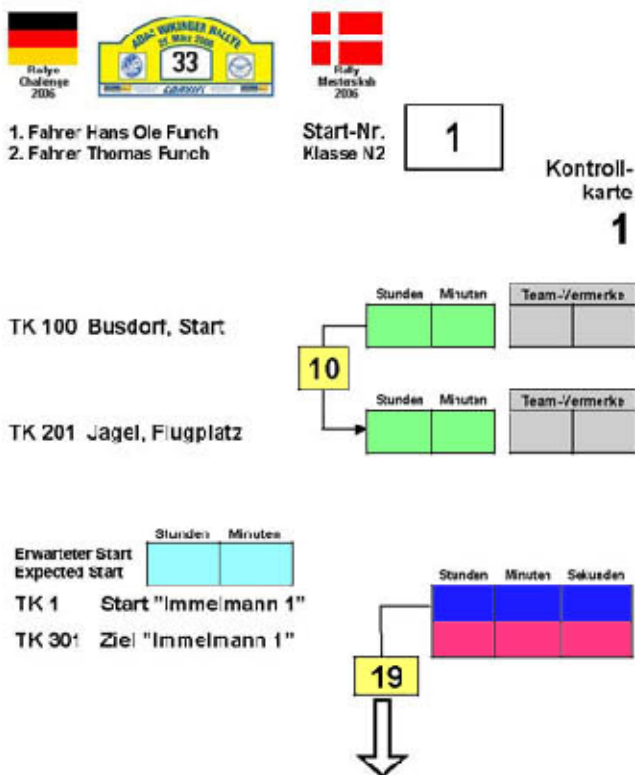 ADAC WIKINGER RALLYE
33
Rallye
Challenge
2006
Rally
Mesterskab
2006
1. Fahrer Hans Ole Funch
2. Fahrer Thomas Funch
Start-Nr.
Klasse N2
1
Kontroll-
karte
1
Stunden Minuten Team-Vermerke
TK 100 Busdorf, Start
10
Stunden Minuten Team-Vermerke
TK 201 Jagel, Flugplatz
Stunden Minuten
Erwarteter Start
Expected Start
Stunden Minuten Sekunden
TK 1 Start "Immelmann 1"
TK 301 Ziel "Immelmann 1"
19